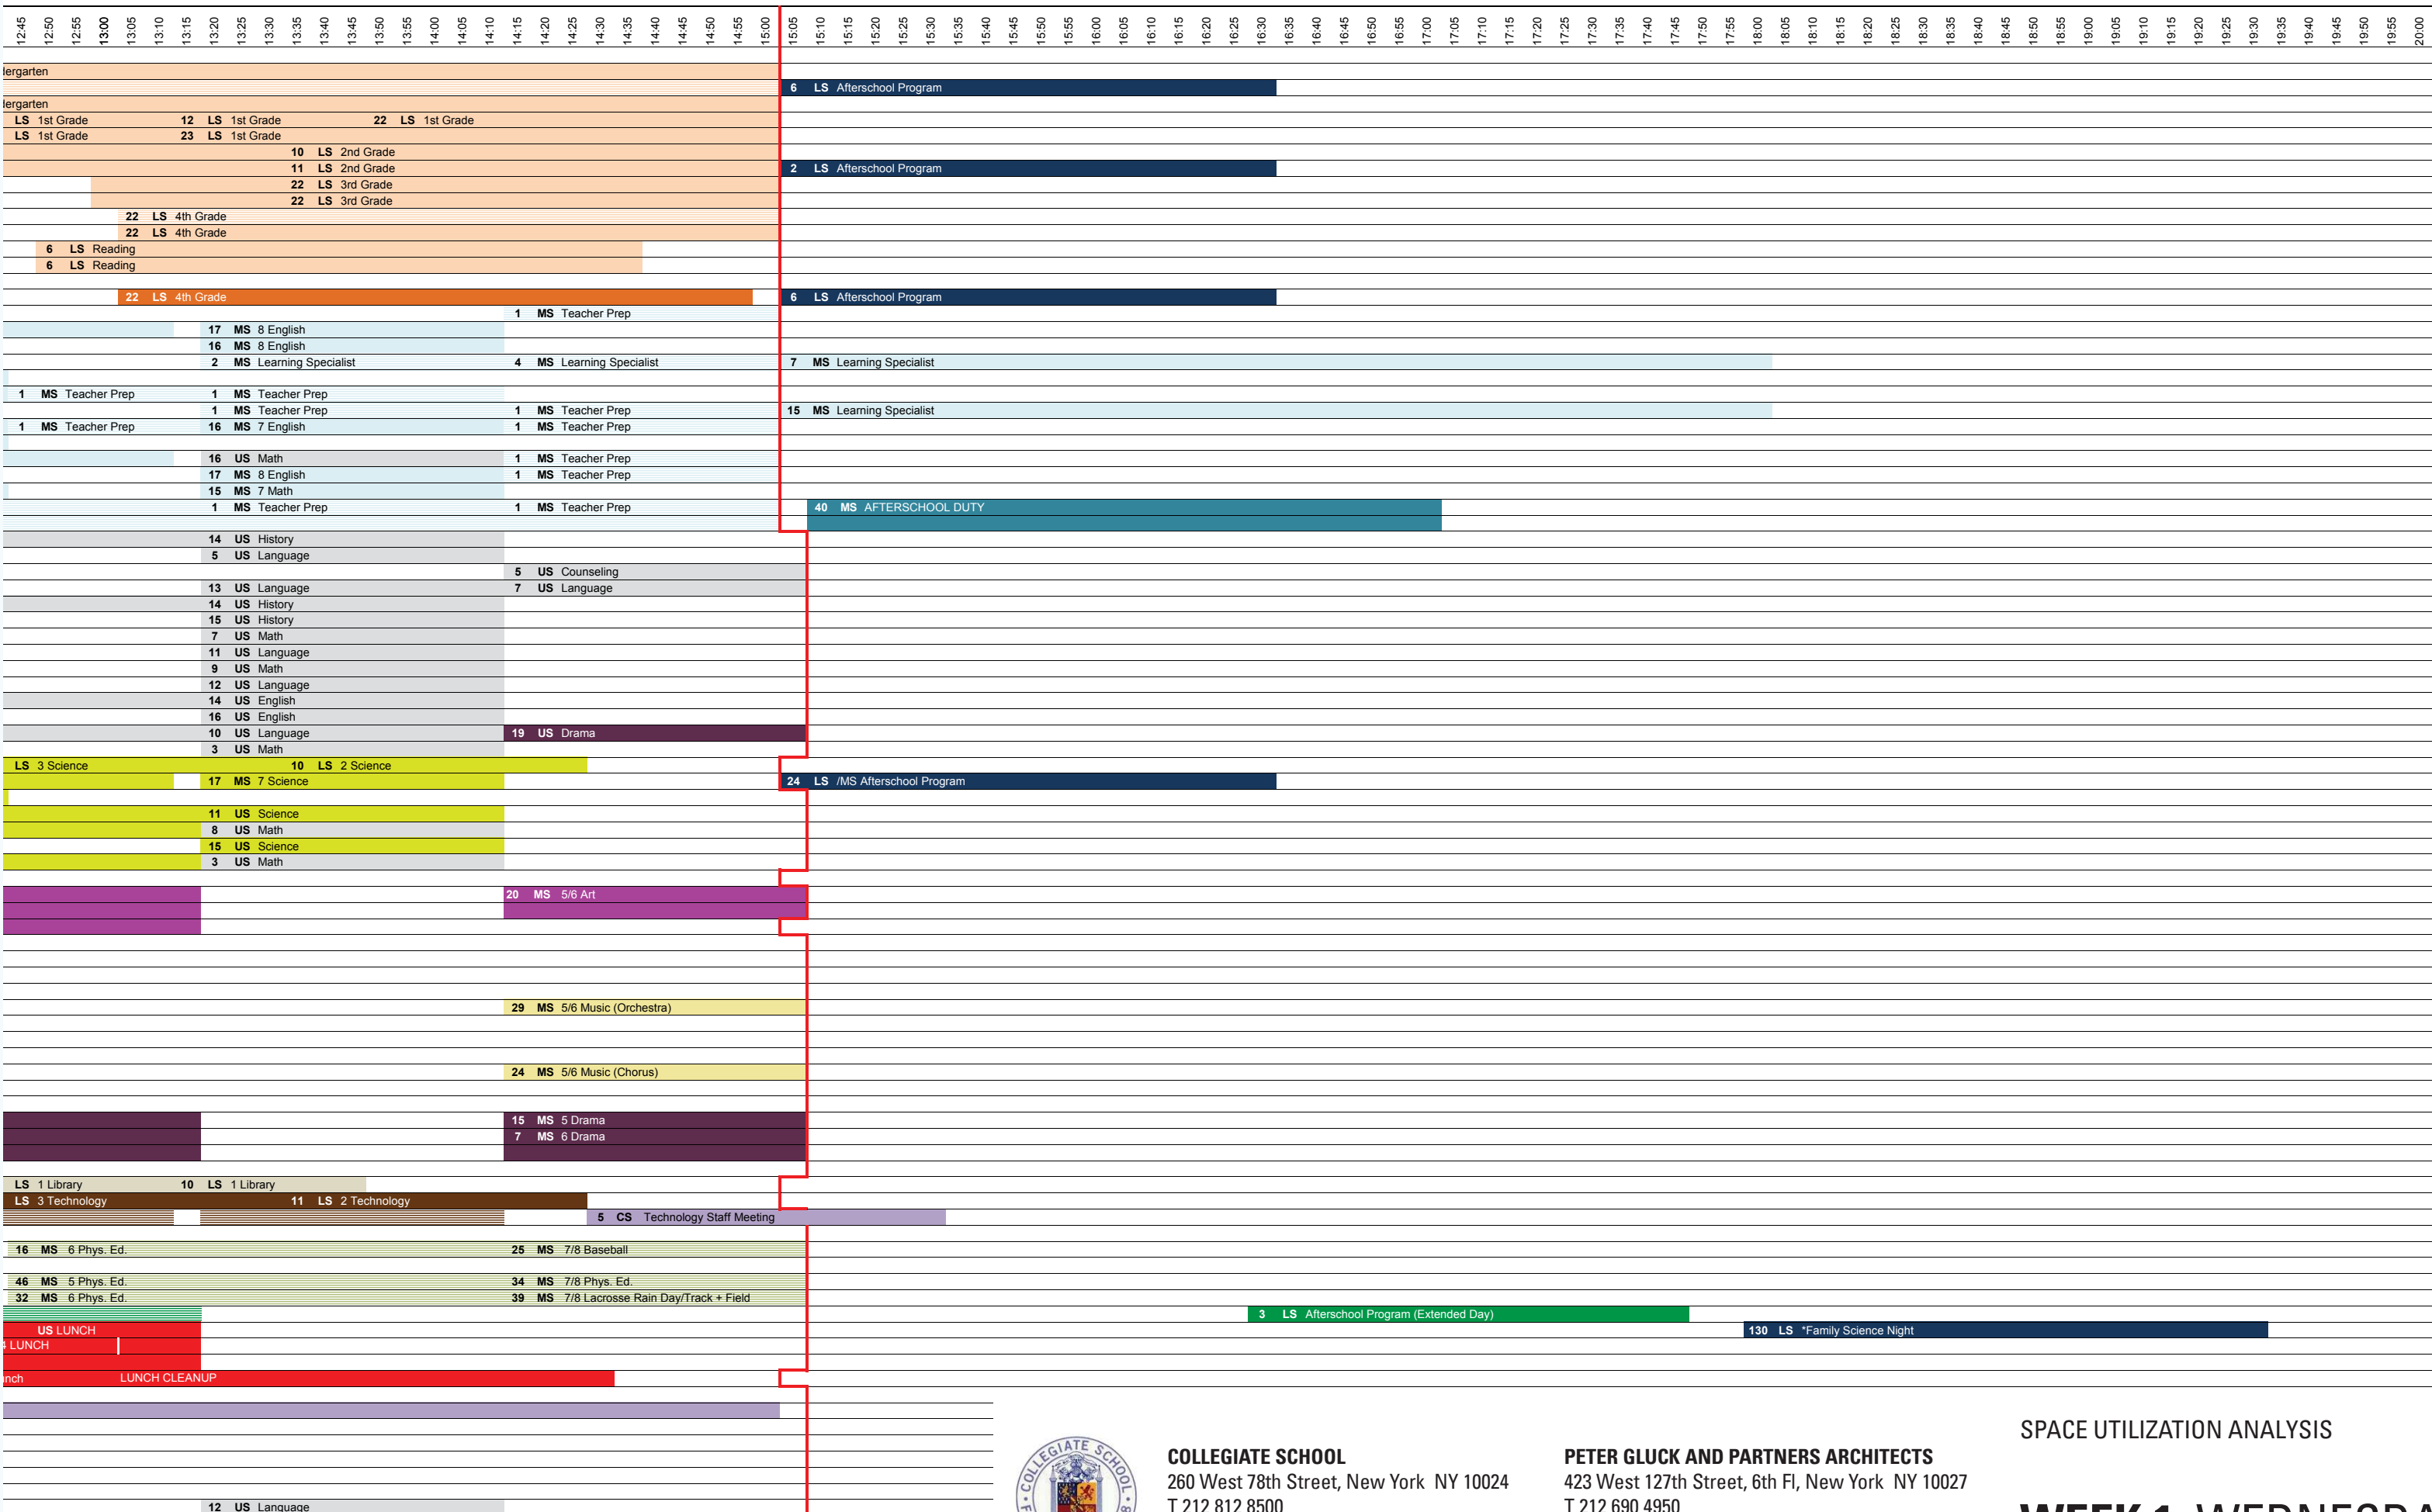 12:45 12:50 12:55 13:00 13:05 13:10 13:15 13:20 13:25 13:30 13:35 13:40 13:45 13:50 13:55 14:00 14:05 14:10 14:15 14:20 14:25 14:30 14:35 14:40 14:45 14:50 14:55 15:00 15:05 15:10 15:15 15:20 15:25 15:30 15:35 15:40 15:45 15:50 15:55 16:00 16:05 16:10 16:15 16:20 16:25 16:30 16:35 16:40 16:45 16:50 16:55 17:00 17:05 17:10 17:15 17:20 17:25 17:30 17:35 17:40 17:45 17:50 17:55 18:00 18:05 18:10 18:15 18:20 18:25 18:30 18:35 18:40 18:45 18:50 18:55 19:00 19:05 19:10 19:15 19:20 19:25 19:30 19:35 19:40 19:45 19:50 19:55 20:00
dergarten
6 LS Afterschool Program
dergarten
LS 1st Grade 12 LS 1st Grade 22 LS 1st Grade
LS 1st Grade 23 LS 1st Grade
10 LS 2nd Grade
11 LS 2nd Grade 2 LS Afterschool Program
22 LS 3rd Grade
22 LS 3rd Grade
22 LS 4th Grade
22 LS 4th Grade
6 LS Reading
6 LS Reading
22 LS 4th Grade 6 LS Afterschool Program
1 MS Teacher Prep
17 MS 8 English
16 MS 8 English
2 MS Learning Specialist 4 MS Learning Specialist 7 MS Learning Specialist
1 MS Teacher Prep 1 MS Teacher Prep
1 MS Teacher Prep 1 MS Teacher Prep 15 MS Learning Specialist
1 MS Teacher Prep 16 MS 7 English 1 MS Teacher Prep
16 US Math 1 MS Teacher Prep
17 MS 8 English 1 MS Teacher Prep
15 MS 7 Math
1 MS Teacher Prep 1 MS Teacher Prep 40 MS AFTERSCHOOL DUTY
14 US History
5 US Language
5 US Counseling
13 US Language 7 US Language
14 US History
15 US History
7 US Math
11 US Language
9 US Math
12 US Language
14 US English
16 US English
10 US Language 19 US Drama
3 US Math
LS 3 Science 10 LS 2 Science
17 MS 7 Science 24 LS /MS Afterschool Program
11 US Science
8 US Math
15 US Science
3 US Math
20 MS 5/6 Art
29 MS 5/6 Music (Orchestra)
24 MS 5/6 Music (Chorus)
15 MS 5 Drama
7 MS 6 Drama
LS 1 Library 10 LS 1 Library
LS 3 Technology 11 LS 2 Technology
5 CS Technology Staff Meeting
16 MS 6 Phys. Ed. 25 MS 7/8 Baseball
46 MS 5 Phys. Ed. 34 MS 7/8 Phys. Ed.
32 MS 6 Phys. Ed. 39 MS 7/8 Lacrosse Rain Day/Track + Field
3 LS Afterschool Program (Extended Day)
US LUNCH 130 LS *Family Science Night
4 LUNCH
unch LUNCH CLEANUP
12 US Language
COLLEGIATE SCHOOL
COLLEGIATE SCHOOL
260 West 78th Street, New York NY 10024
T 212 812 8500
PETER GLUCK AND PARTNERS ARCHITECTS
423 West 127th Street, 6th Fl, New York NY 10027
T 212 690 4950
SPACE UTILIZATION ANALYSIS
WEEK 1 WEDNESDA